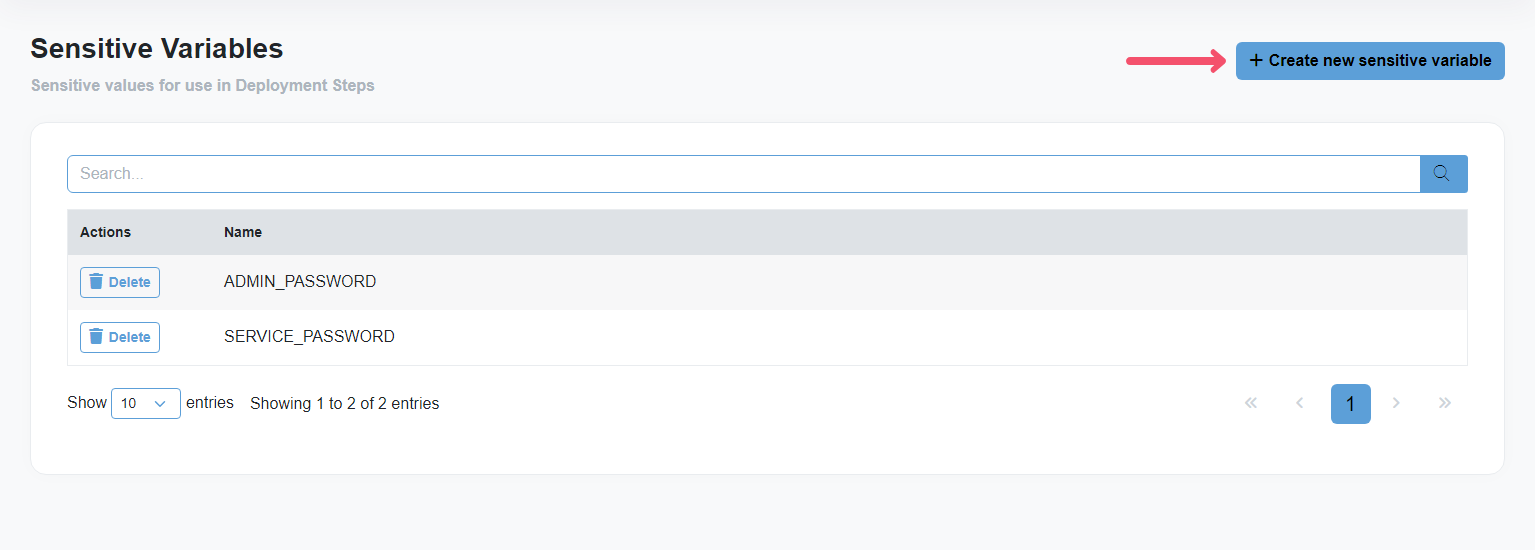 Sensitive Variables
Sensitive values for use in Deployment Steps
+ Create new sensitive variable
Search...
Actions Name
Delete ADMIN_PASSWORD
Delete SERVICE_PASSWORD
Show 10 entries Showing 1 to 2 of 2 entries « ‹ 1 › »